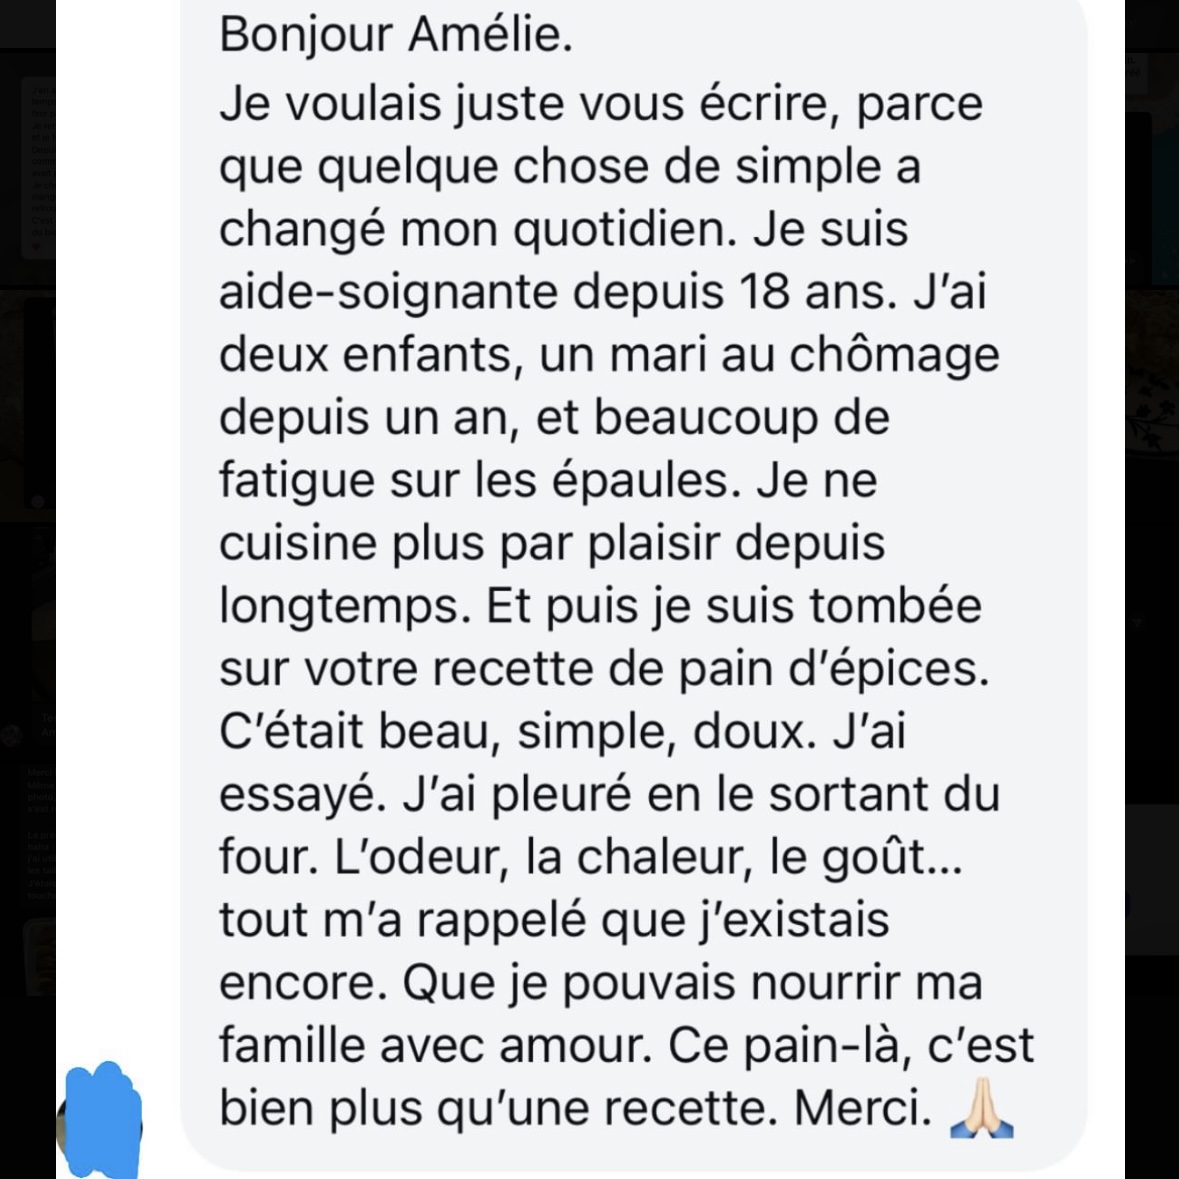 Bonjour Amélie.
Je voulais juste vous écrire, parce
que quelque chose de simple a
changé mon quotidien. Je suis
aide-soignante depuis 18 ans. J’ai
deux enfants, un mari au chômage
depuis un an, et beaucoup de
fatigue sur les épaules. Je ne
cuisine plus par plaisir depuis
longtemps. Et puis je suis tombée
sur votre recette de pain d’épices.
C’était beau, simple, doux. J’ai
essayé. J’ai pleuré en le sortant du
four. L’odeur, la chaleur, le goût...
tout m’a rappelé que j’existais
encore. Que je pouvais nourrir ma
famille avec amour. Ce pain-là, c’est
bien plus qu’une recette. Merci. 🙏🏻